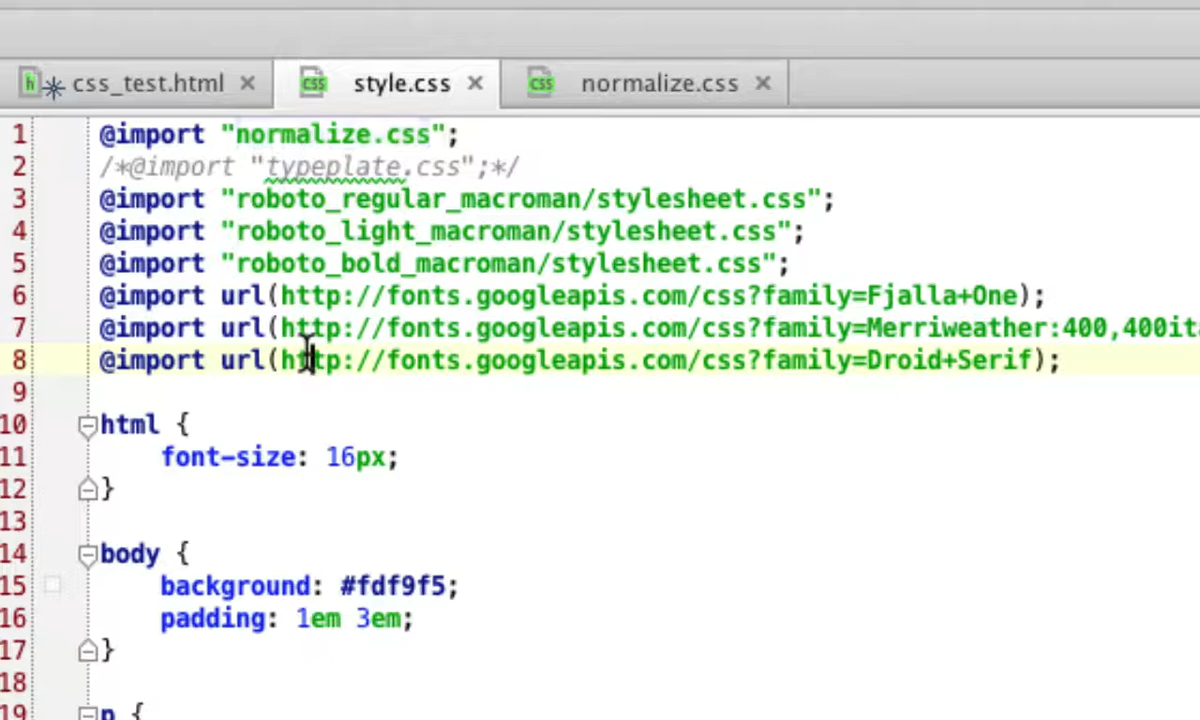 css_test.html style.css normalize.css
1 @import "normalize.css";
2 /*@import "typeplate.css";*/
3 @import "roboto_regular_macroman/stylesheet.css";
4 @import "roboto_light_macroman/stylesheet.css";
5 @import "roboto_bold_macroman/stylesheet.css";
6 @import url(http://fonts.googleapis.com/css?family=Fjalla+One);
7 @import url(http://fonts.googleapis.com/css?family=Merriweather:400,400ita
8 @import url(http://fonts.googleapis.com/css?family=Droid+Serif);
9
10 html {
11 font-size: 16px;
12 }
13
14 body {
15 background: #fdf9f5;
16 padding: 1em 3em;
17 }
18
19 p {